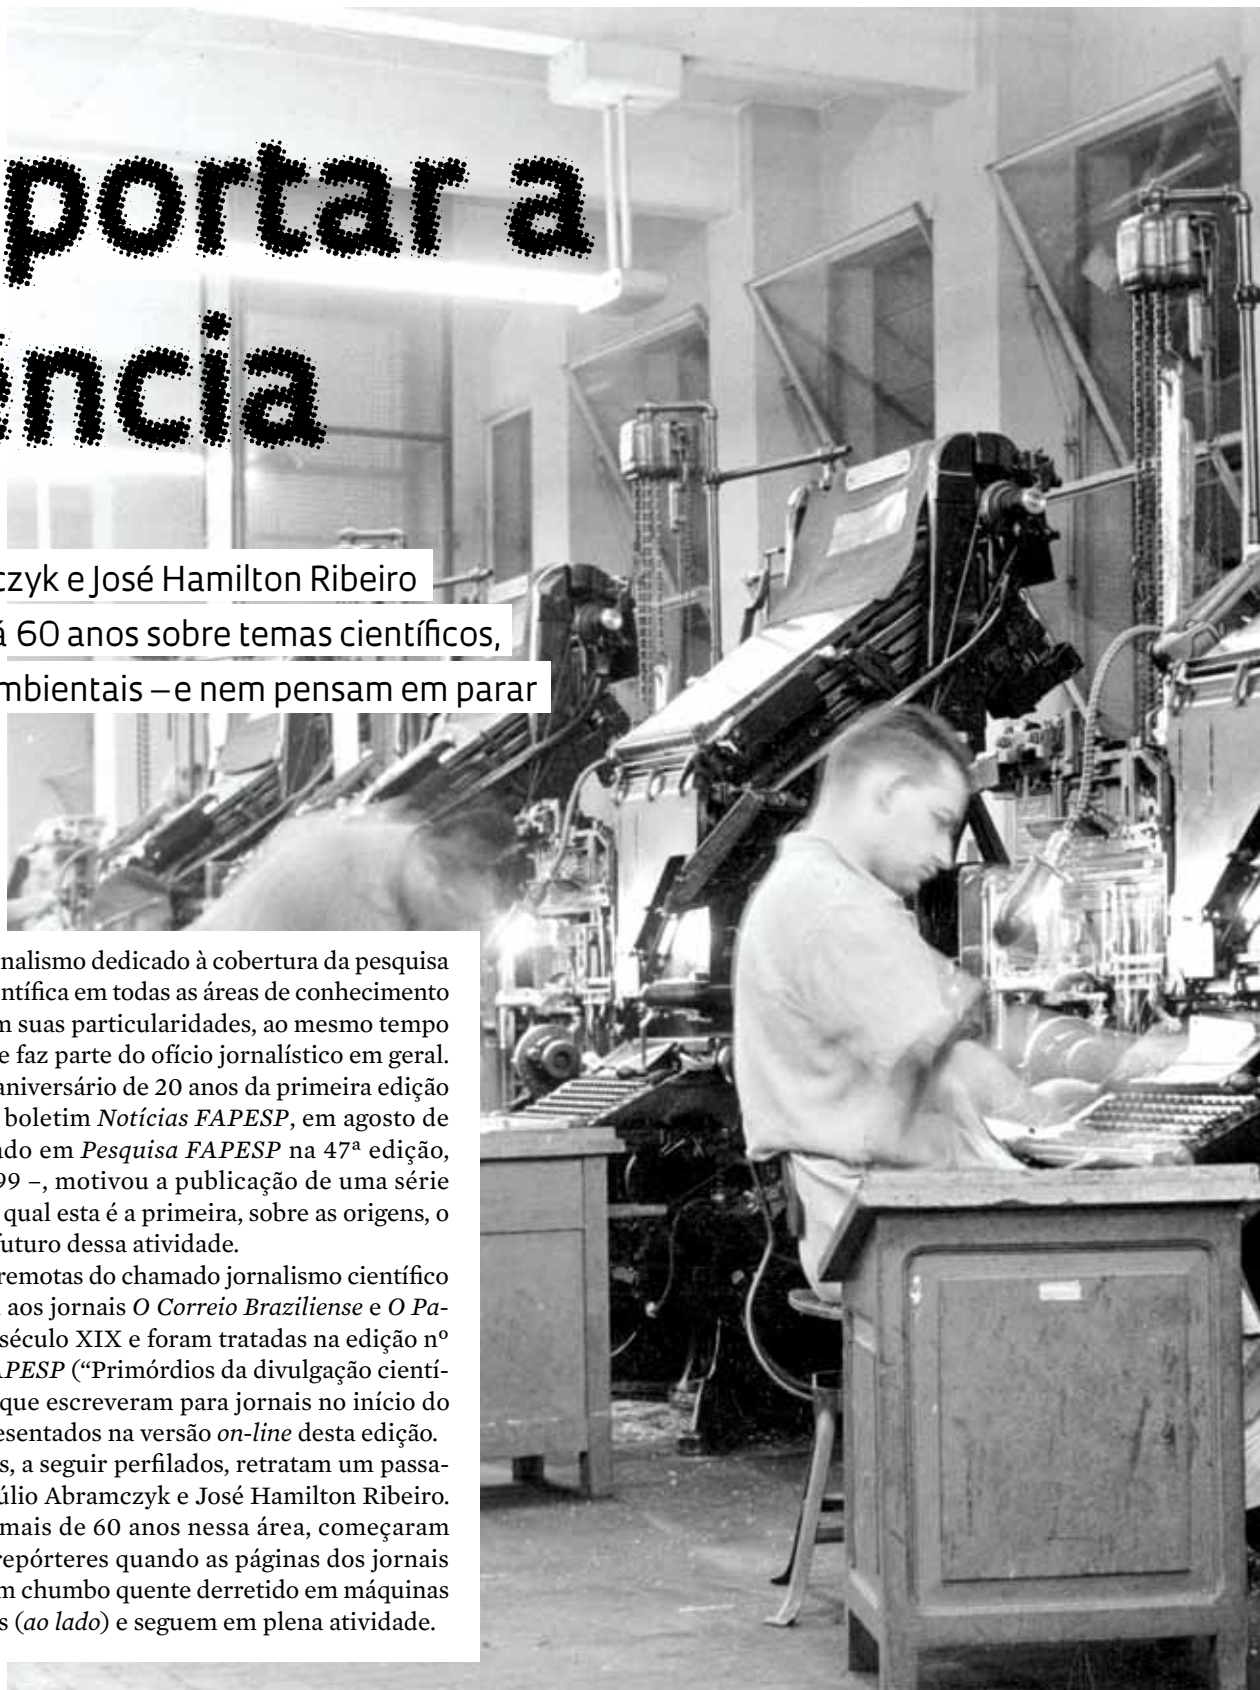 portar a
ência
czyk e José Hamilton Ribeiro
á 60 anos sobre temas científicos,
mbientais – e nem pensam em parar
nalismo dedicado à cobertura da pesquisa
ntífica em todas as áreas de conhecimento
m suas particularidades, ao mesmo tempo
e faz parte do ofício jornalístico em geral.
aniversário de 20 anos da primeira edição
boletim Notícias FAPESP, em agosto de
ndo em Pesquisa FAPESP na 47ª edição,
99 –, motivou a publicação de uma série
qual esta é a primeira, sobre as origens, o
futuro dessa atividade.
remotas do chamado jornalismo científico
aos jornais O Correio Braziliense e O Pa-
século XIX e foram tratadas na edição nº
APESP (“Primórdios da divulgação cientí-
que escreveram para jornais no início do
esentados na versão on-line desta edição.
s, a seguir perfilados, retratam um passa-
úlio Abramczyk e José Hamilton Ribeiro.
mais de 60 anos nessa área, começaram
repórteres quando as páginas dos jornais
m chumbo quente derretido em máquinas
s (ao lado) e seguem em plena atividade.